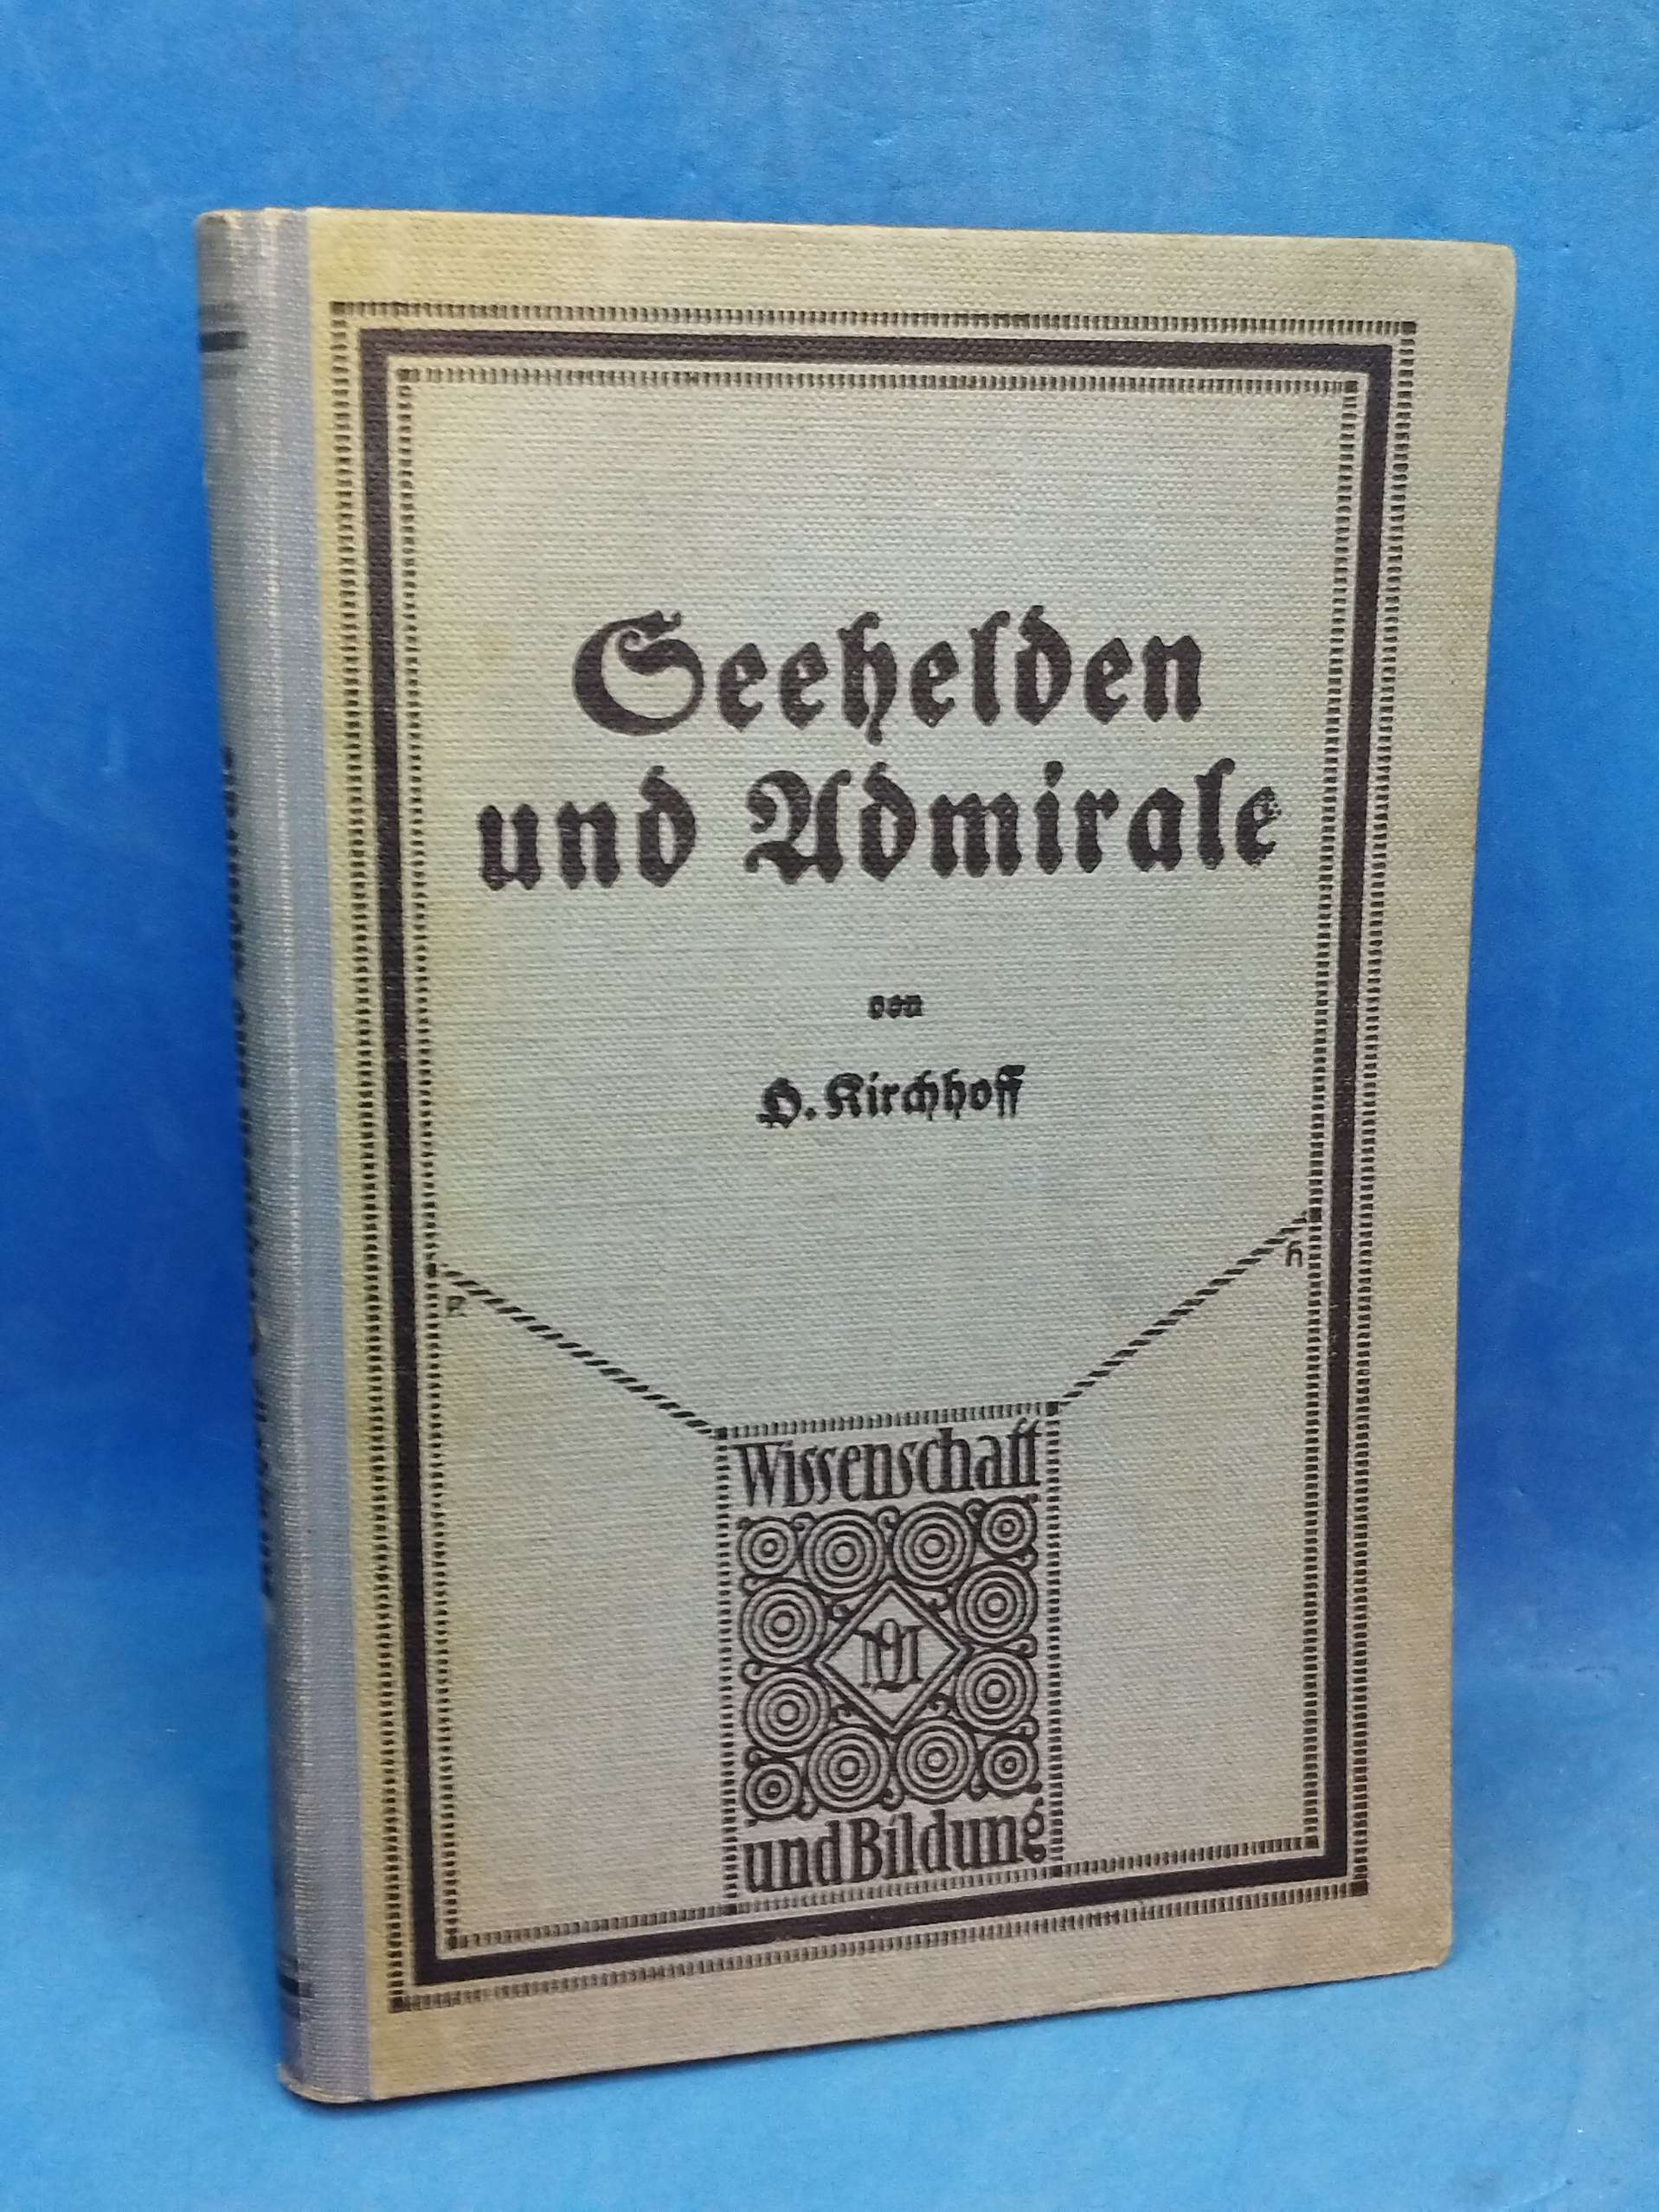 Seehelden
und Admirale
von
H. Kirchhoff
R
H
Wissenschaft
und Bildung